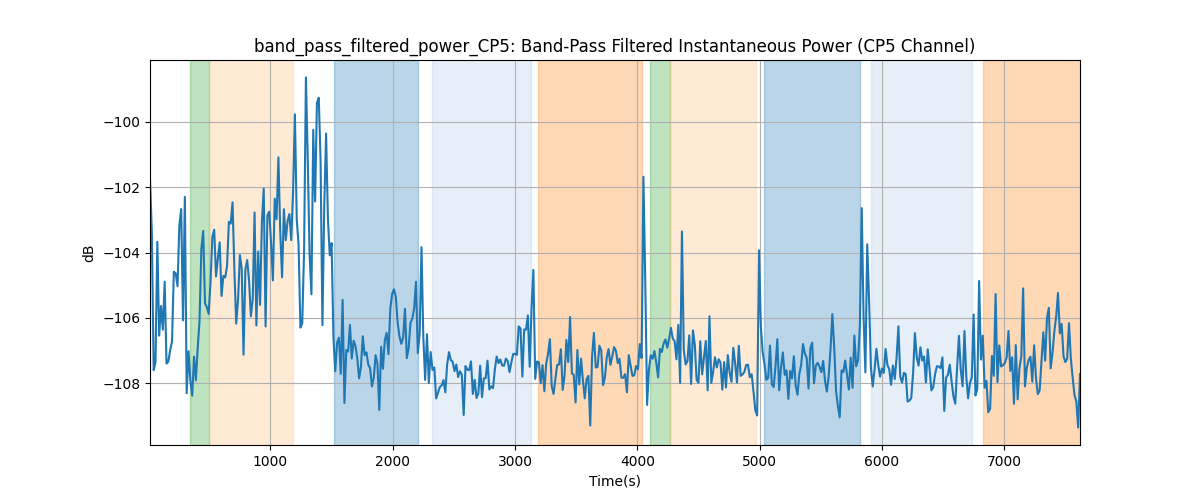 band_pass_filtered_power_CP5: Band-Pass Filtered Instantaneous Power (CP5 Channel)
−100
−102
−104
−106
−108
dB
1000 2000 3000 4000 5000 6000 7000
Time(s)